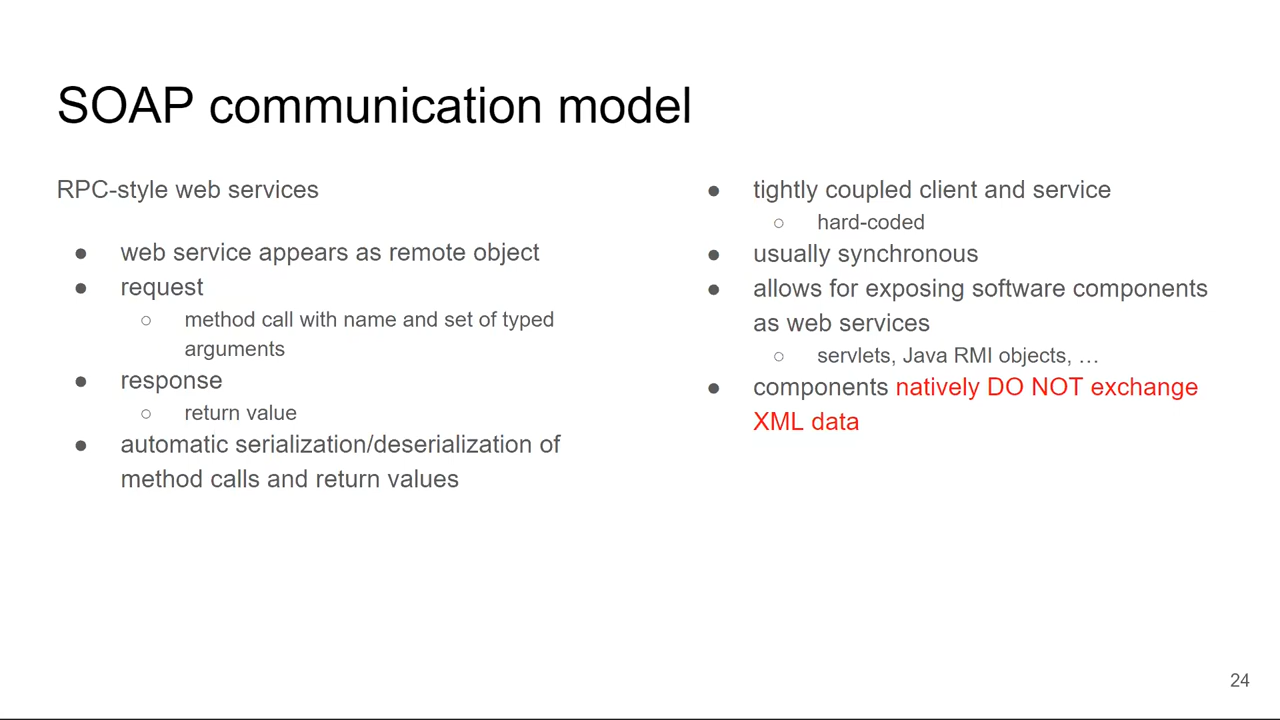 SOAP communication model
RPC-style web services
● web service appears as remote object
● request
○ method call with name and set of typed
arguments
● response
○ return value
● automatic serialization/deserialization of
method calls and return values
● tightly coupled client and service
○ hard-coded
● usually synchronous
● allows for exposing software components
as web services
○ servlets, Java RMI objects, …
● components natively DO NOT exchange
XML data
24